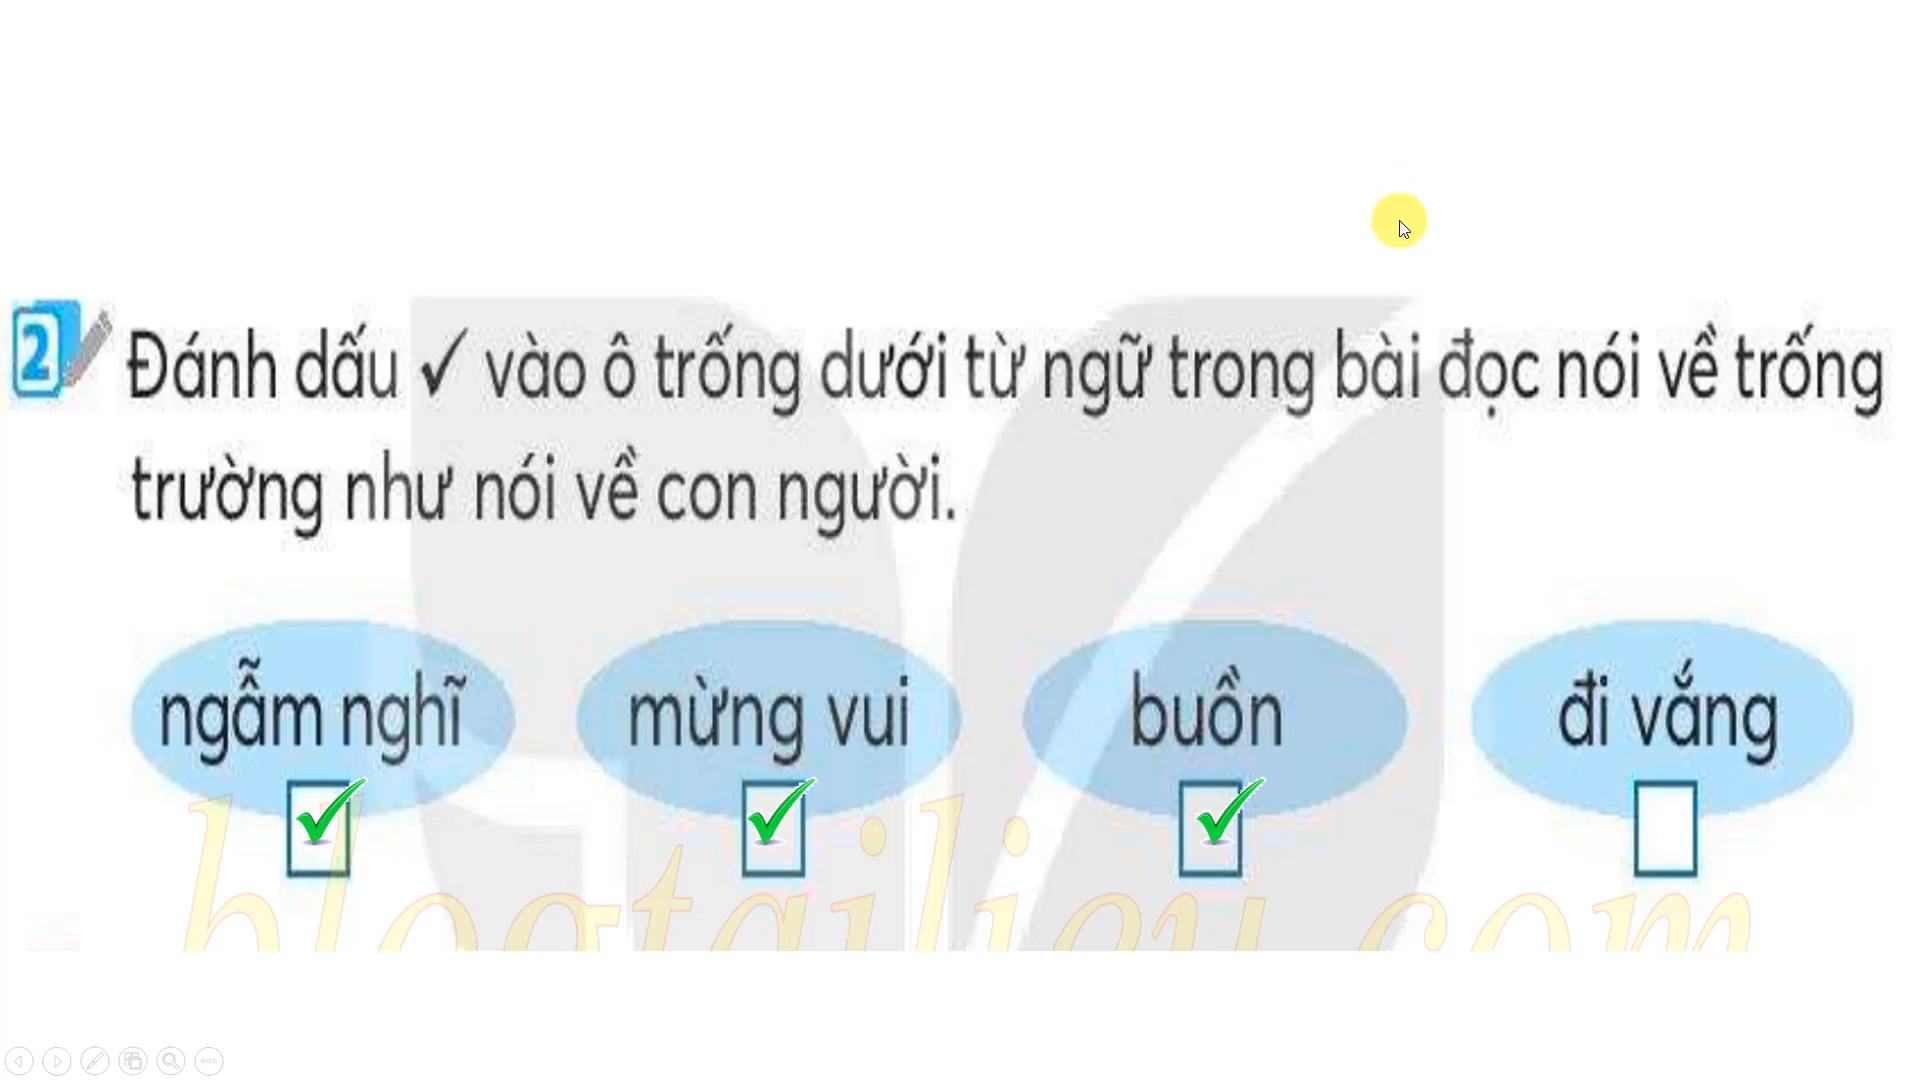 2 Đánh dấu ✓ vào ô trống dưới từ ngữ trong bài đọc nói về trống
trường như nói về con người.
ngẫm nghĩ mừng vui buồn đi vắng
blogtailieu.com